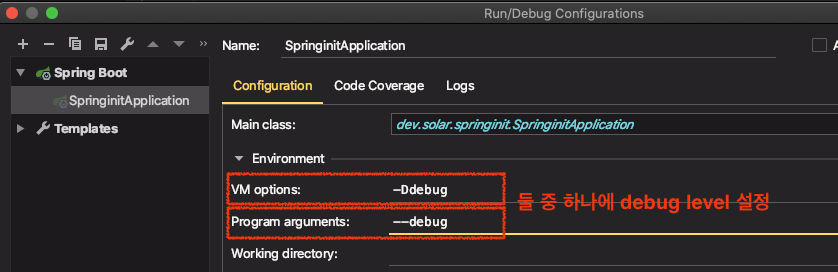 Run/Debug Configurations
Name: SpringinitApplication
Spring Boot
SpringinitApplication
Templates
Configuration Code Coverage Logs
Main class: dev.solar.springinit.SpringinitApplication
Environment
VM options: -Ddebug
Program arguments: --debug
둘 중 하나에 debug level 설정
Working directory: